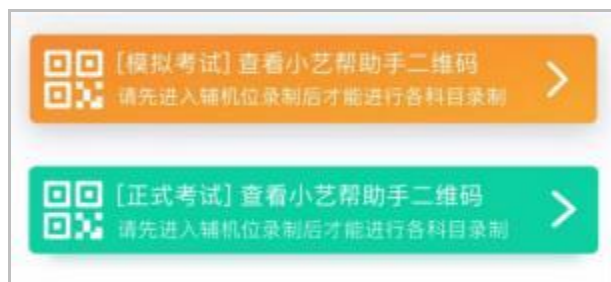 [模拟考试] 查看小艺帮助手二维码
请先进入辅机位录制后才能进行各科目录制
[正式考试] 查看小艺帮助手二维码
请先进入辅机位录制后才能进行各科目录制